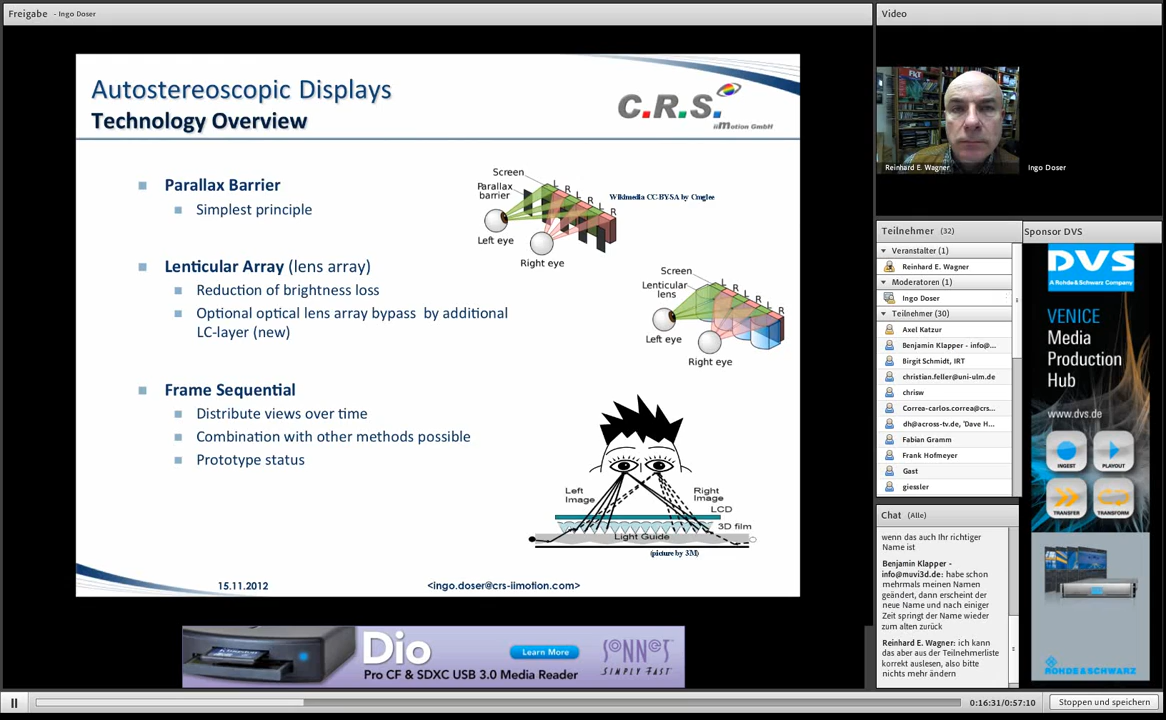 Freigabe - Ingo Doser
Autostereoscopic Displays
Technology Overview
C.R.S.
iiMotion GmbH
Parallax Barrier
Simplest principle
Screen
Parallax
barrier
L
R
L
R
L
R
L
R
Wikimedia CC-BY-SA by Cmglee
Left eye
Right eye
Lenticular Array (lens array)
Reduction of brightness loss
Optional optical lens array bypass by additional
LC-layer (new)
Screen
Lenticular
lens
L
R
L
R
L
R
L
R
Left eye
Right eye
Frame Sequential
Distribute views over time
Combination with other methods possible
Prototype status
Left
Image
Right
Image
LCD
3D film
Light Guide
(picture by 3M)
15.11.2012
<ingo.doser@crs-iimotion.com>
Dio
Pro CF & SDXC USB 3.0 Media Reader
Learn More
SONNET
SIMPLY FAST
Video
Reinhard E. Wagner
Ingo Doser
Teilnehmer (32)
Veranstalter (1)
Reinhard E. Wagner
Moderatoren (1)
Ingo Doser
Teilnehmer (30)
Axel Katzur
Benjamin Klapper - info@...
Birgit Schmidt, IRT
christian.feller@uni-ulm.de
chrisw
Correa-carlos.correa@crs...
dh@across-tv.de, 'Dave H...
Fabian Gramm
Frank Hofmeyer
Gast
giessler
Chat (Alle)
wenn das auch Ihr richtiger
Name ist
Benjamin Klapper -
info@muvi3d.de: habe schon
mehrmals meinen Namen
geändert, dann erscheint der
neue Name und nach einiger
Zeit springt der Name wieder
zum alten zurück
Reinhard E. Wagner: ich kann
das aber aus der Teilnehmerliste
korrekt auslesen, also bitte
nichts mehr ändern
Sponsor DVS
DVS
A Rohde&Schwarz Company
VENICE
Media
Production
Hub
www.dvs.de
INGEST
PLAYOUT
TRANSFER
TRANSFORM
ROHDE&SCHWARZ
0:16:31/0:57:10
Stoppen und speichern